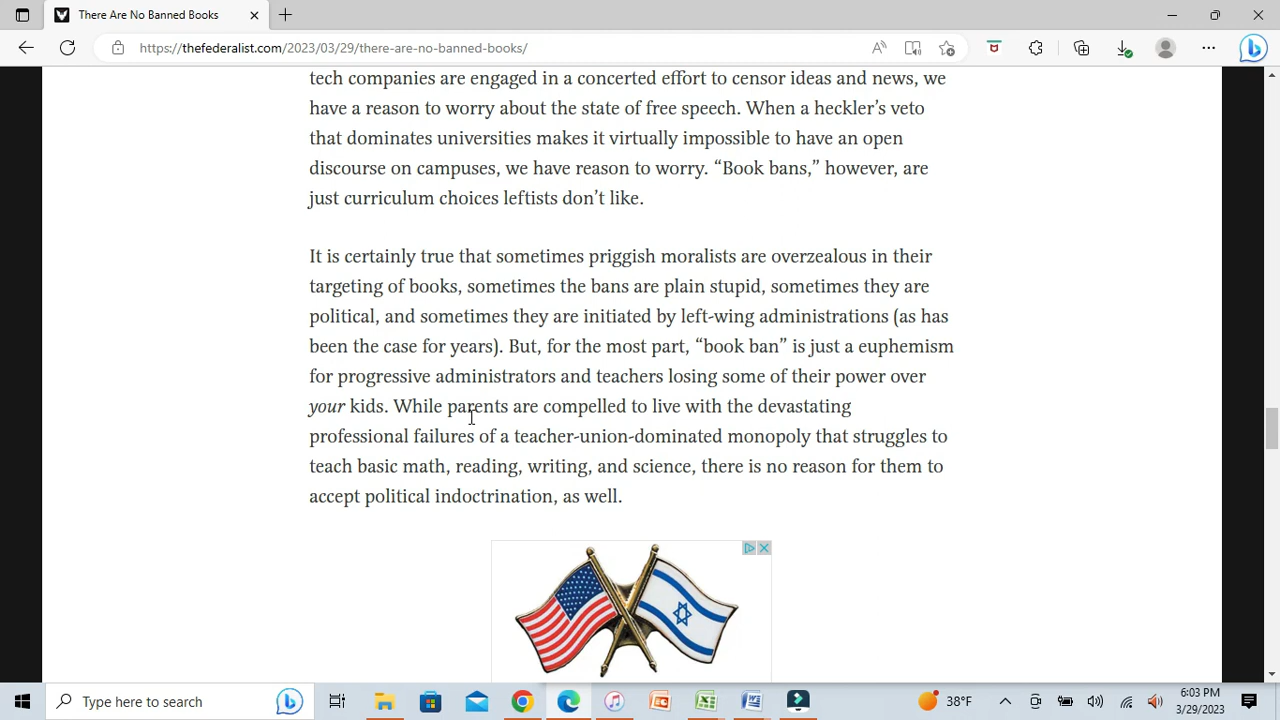 There Are No Banned Books
https://thefederalist.com/2023/03/29/there-are-no-banned-books/
tech companies are engaged in a concerted effort to censor ideas and news, we
have a reason to worry about the state of free speech. When a heckler’s veto
that dominates universities makes it virtually impossible to have an open
discourse on campuses, we have reason to worry. “Book bans,” however, are
just curriculum choices leftists don’t like.
It is certainly true that sometimes priggish moralists are overzealous in their
targeting of books, sometimes the bans are plain stupid, sometimes they are
political, and sometimes they are initiated by left-wing administrations (as has
been the case for years). But, for the most part, “book ban” is just a euphemism
for progressive administrators and teachers losing some of their power over
your kids. While parents are compelled to live with the devastating
professional failures of a teacher-union-dominated monopoly that struggles to
teach basic math, reading, writing, and science, there is no reason for them to
accept political indoctrination, as well.
Type here to search
38°F
6:03 PM
3/29/2023